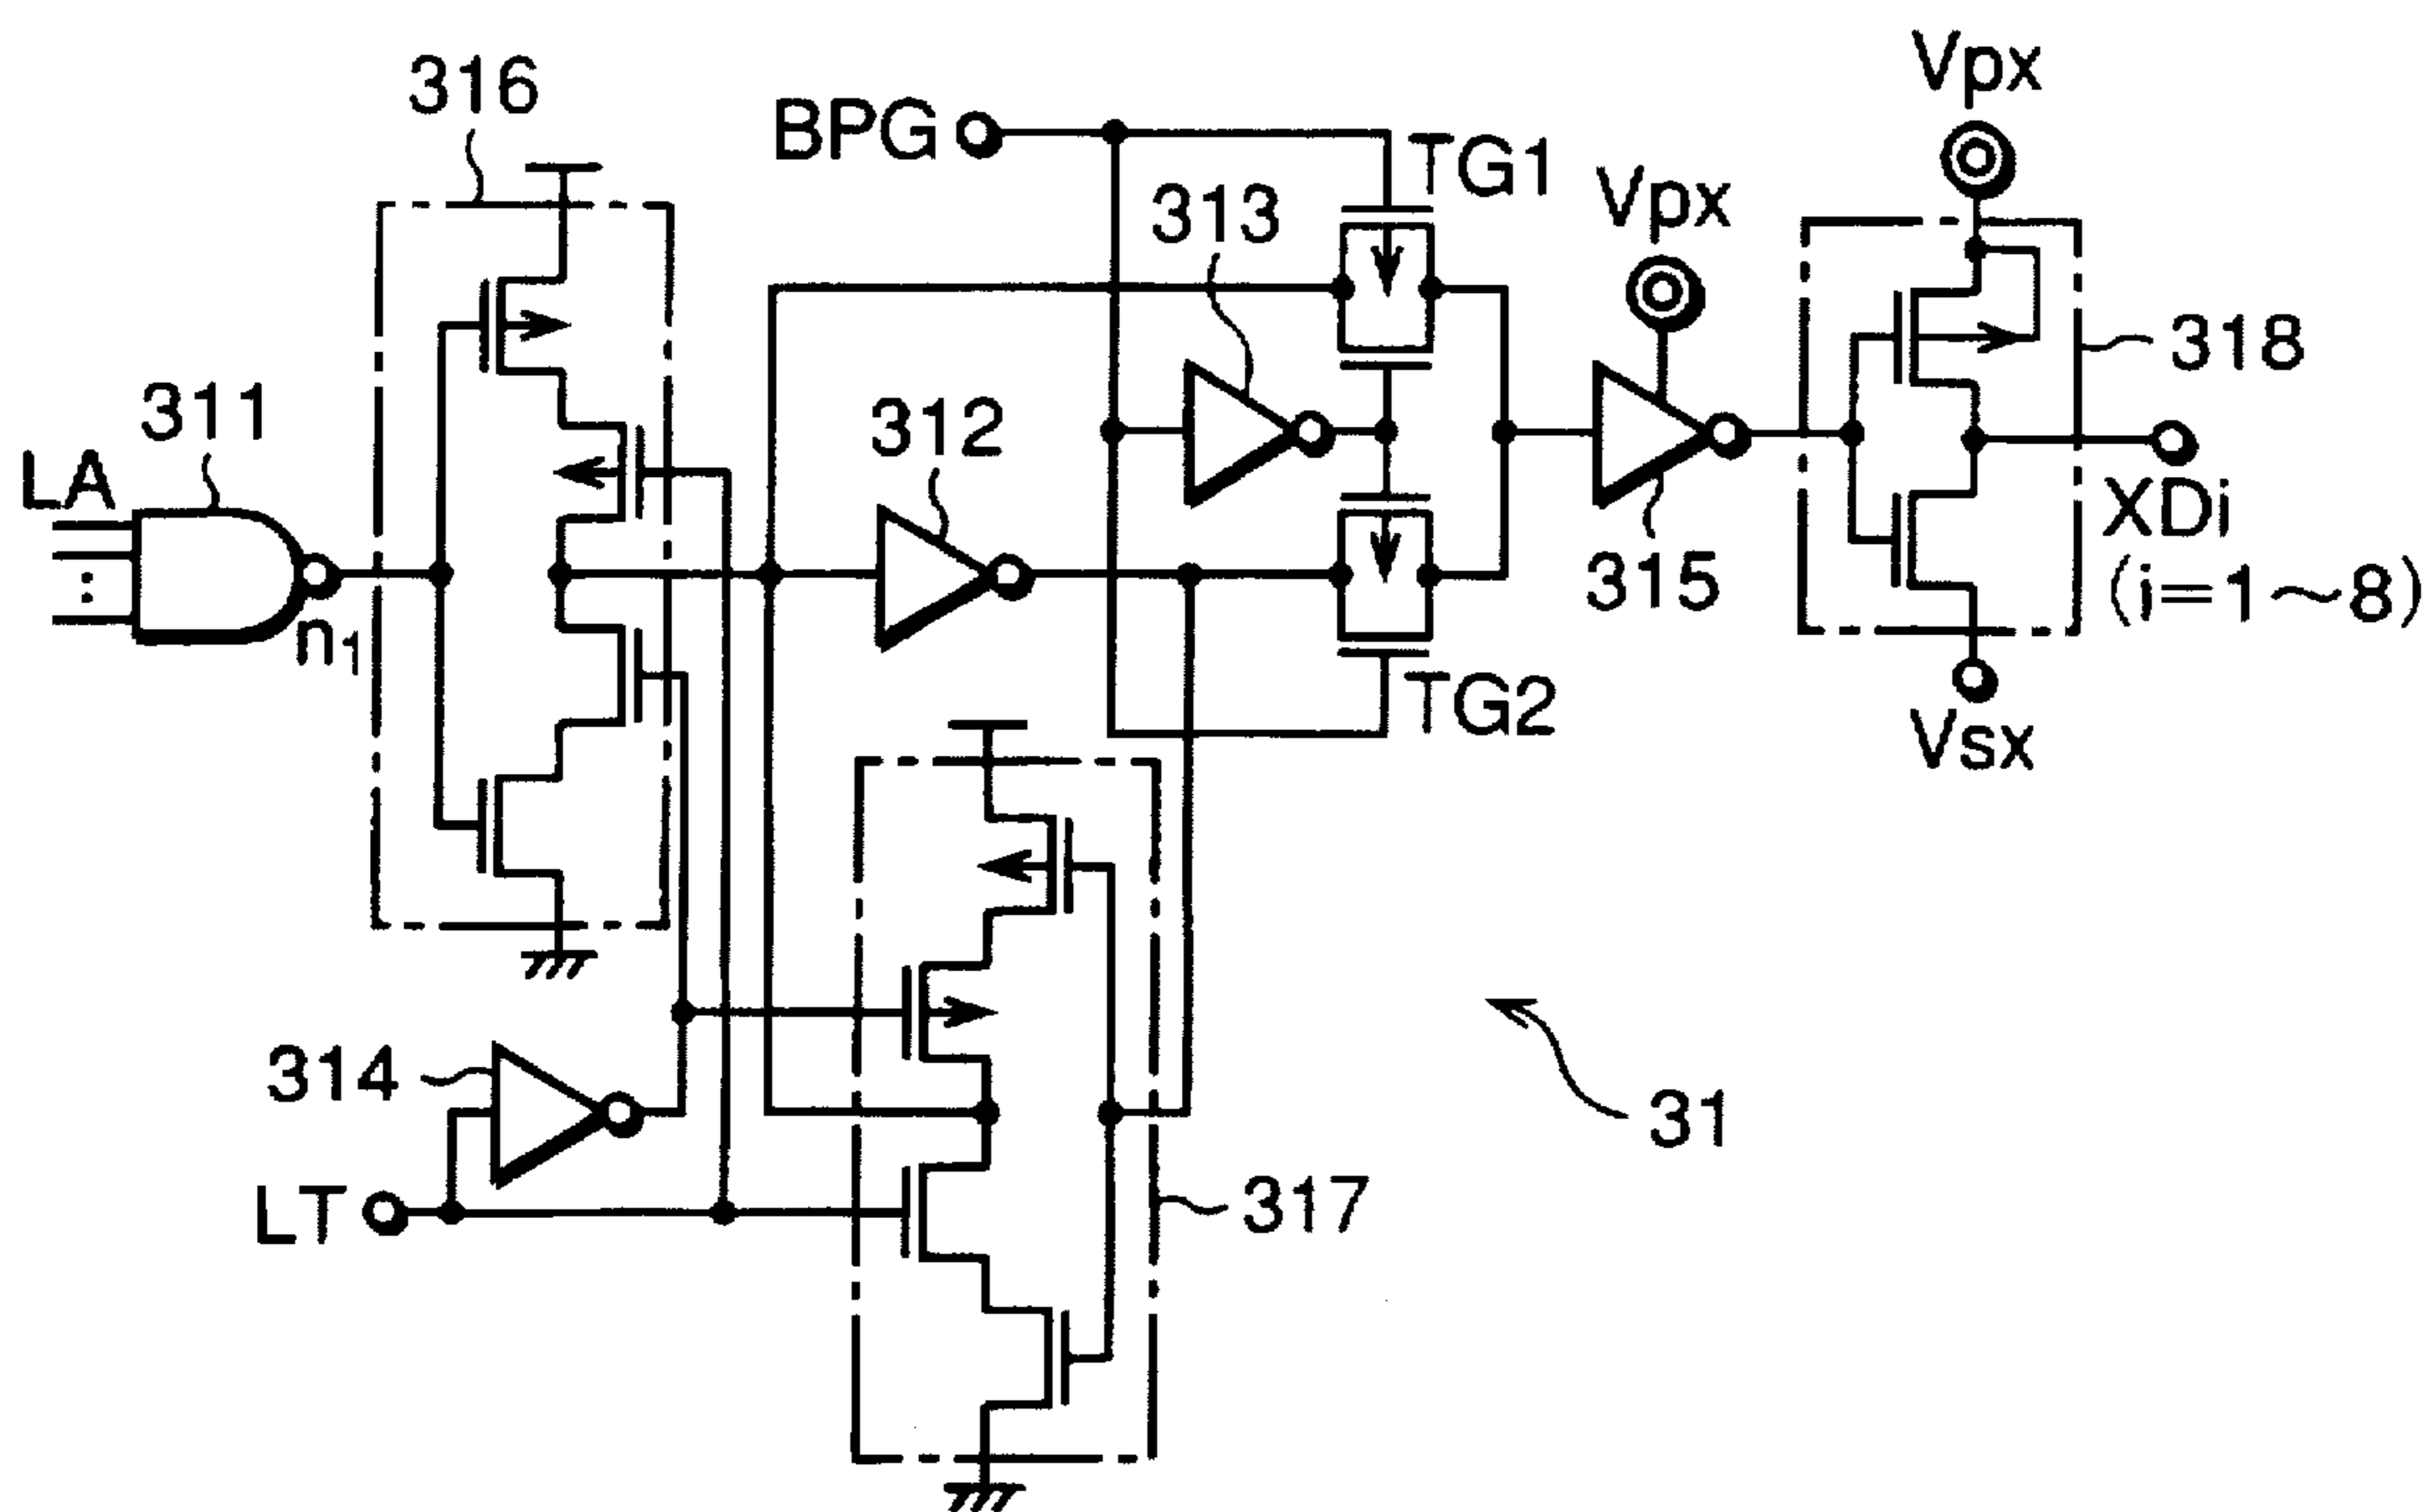 316
BPG
TG1
Vpx
Vpx
313
318
311
312
LA
n1
315
XDi
(i=1~8)
TG2
Vsx
314
31
LT
317